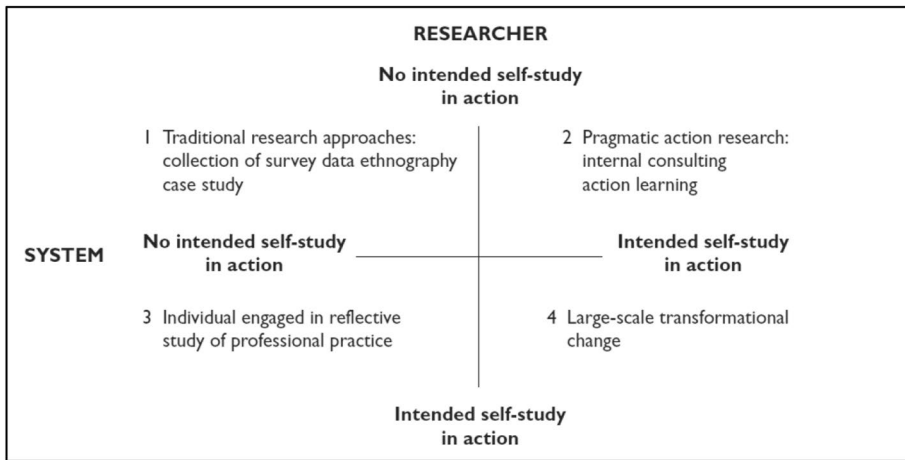 RESEARCHER
No intended self-study
in action
1 Traditional research approaches:
collection of survey data ethnography
case study
2 Pragmatic action research:
internal consulting
action learning
SYSTEM
No intended self-study
in action
Intended self-study
in action
3 Individual engaged in reflective
study of professional practice
4 Large-scale transformational
change
Intended self-study
in action